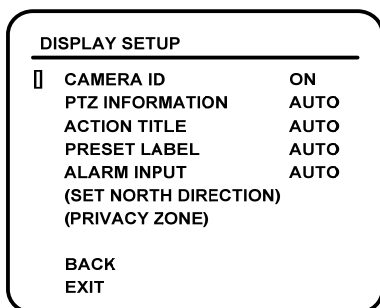 DISPLAY SETUP
CAMERA ID ON
PTZ INFORMATION AUTO
ACTION TITLE AUTO
PRESET LABEL AUTO
ALARM INPUT AUTO
(SET NORTH DIRECTION)
(PRIVACY ZONE)
BACK
EXIT